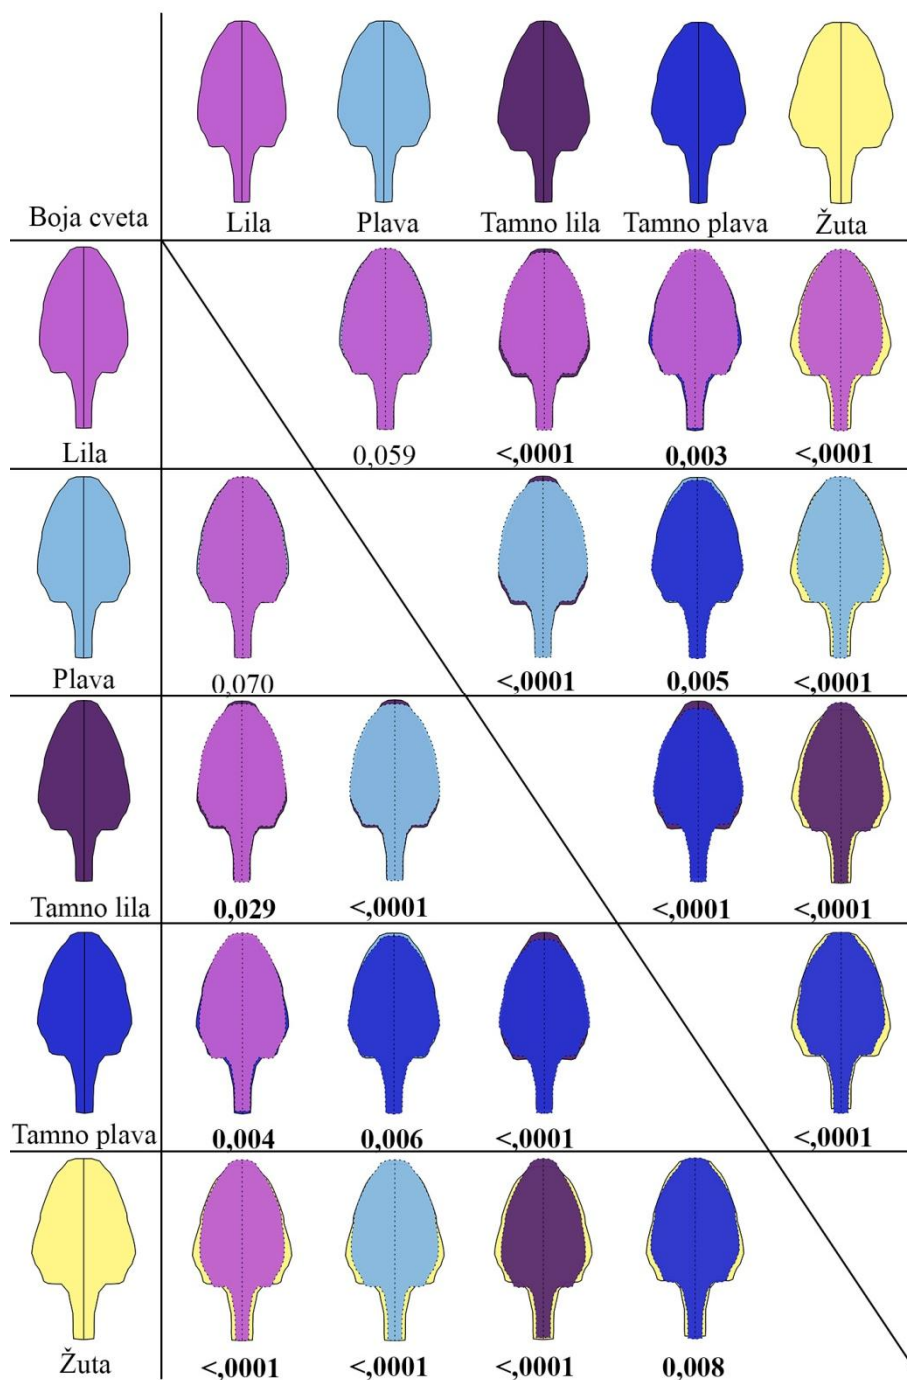 Boja cveta Lila Plava Tamno lila Tamno plava Žuta
Lila 0,059 <,0001 0,003 <,0001
Plava 0,070 <,0001 0,005 <,0001
Tamno lila 0,029 <,0001 <,0001 <,0001
Tamno plava 0,004 0,006 <,0001 <,0001
Žuta <,0001 <,0001 <,0001 0,008